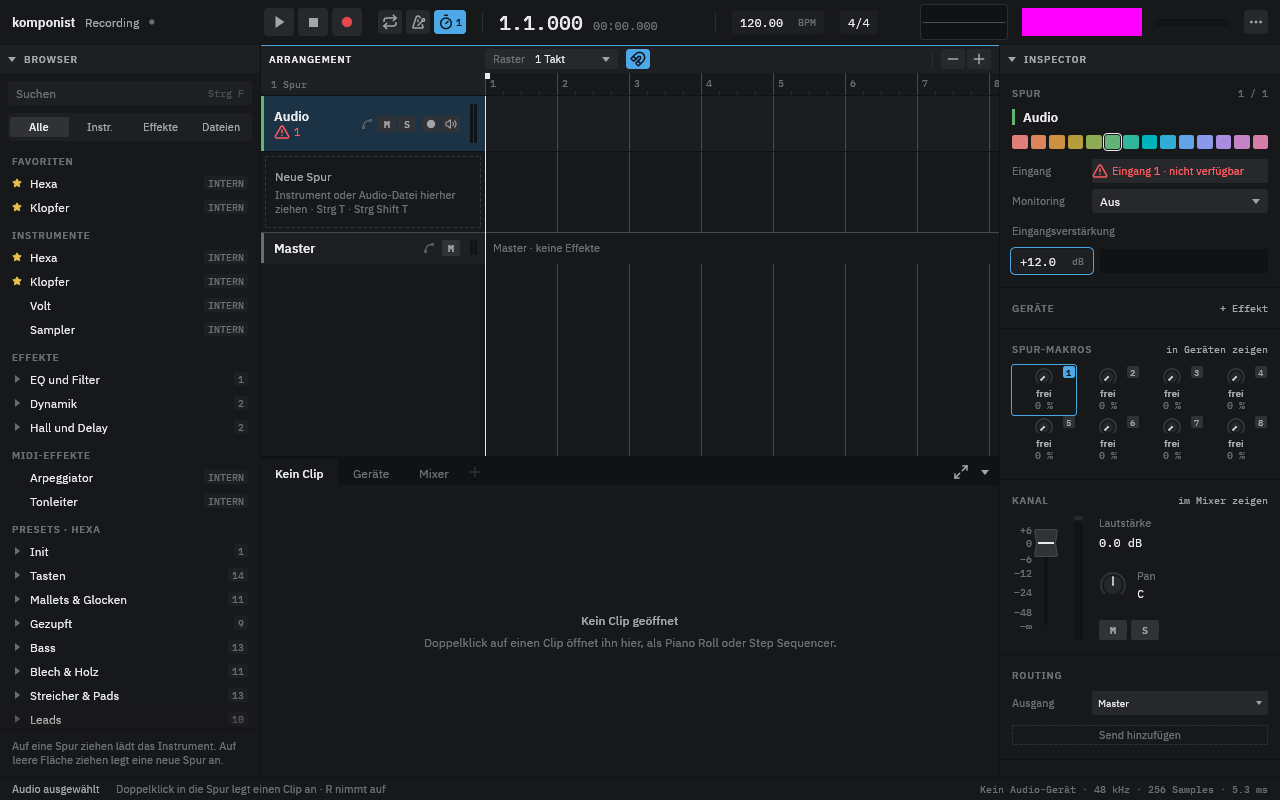 komponist Recording
1
1.1.000 00:00.000
120.00 BPM
4/4
BROWSER
Suchen Strg F
Alle Instr. Effekte Dateien
FAVORITEN
Hexa INTERN
Klopfer INTERN
INSTRUMENTE
Hexa INTERN
Klopfer INTERN
Volt INTERN
Sampler INTERN
EFFEKTE
EQ und Filter 1
Dynamik 2
Hall und Delay 2
MIDI-EFFEKTE
Arpeggiator INTERN
Tonleiter INTERN
PRESETS · HEXA
Init 1
Tasten 14
Mallets & Glocken 11
Gezupft 9
Bass 13
Blech & Holz 11
Streicher & Pads 13
Leads 10
Auf eine Spur ziehen lädt das Instrument. Auf
leere Fläche ziehen legt eine neue Spur an.
ARRANGEMENT
Raster 1 Takt
1 Spur
1 2 3 4 5 6 7 8
Audio
1
M S
Neue Spur
Instrument oder Audio-Datei hierher
ziehen · Strg T · Strg Shift T
Master M
Master · keine Effekte
Kein Clip Geräte Mixer +
Kein Clip geöffnet
Doppelklick auf einen Clip öffnet ihn hier, als Piano Roll oder Step Sequencer.
INSPECTOR
SPUR 1 / 1
Audio
Eingang Eingang 1 · nicht verfügbar
Monitoring Aus
Eingangsverstärkung
+12.0 dB
GERÄTE + Effekt
SPUR-MAKROS in Geräten zeigen
1 2 3 4
frei frei frei frei
0 % 0 % 0 % 0 %
5 6 7 8
frei frei frei frei
0 % 0 % 0 % 0 %
KANAL im Mixer zeigen
+6
0
−6
−12
−24
−48
−∞
Lautstärke
0.0 dB
Pan
C
M S
ROUTING
Ausgang Master
Send hinzufügen
Audio ausgewählt Doppelklick in die Spur legt einen Clip an · R nimmt auf
Kein Audio-Gerät · 48 kHz · 256 Samples · 5.3 ms